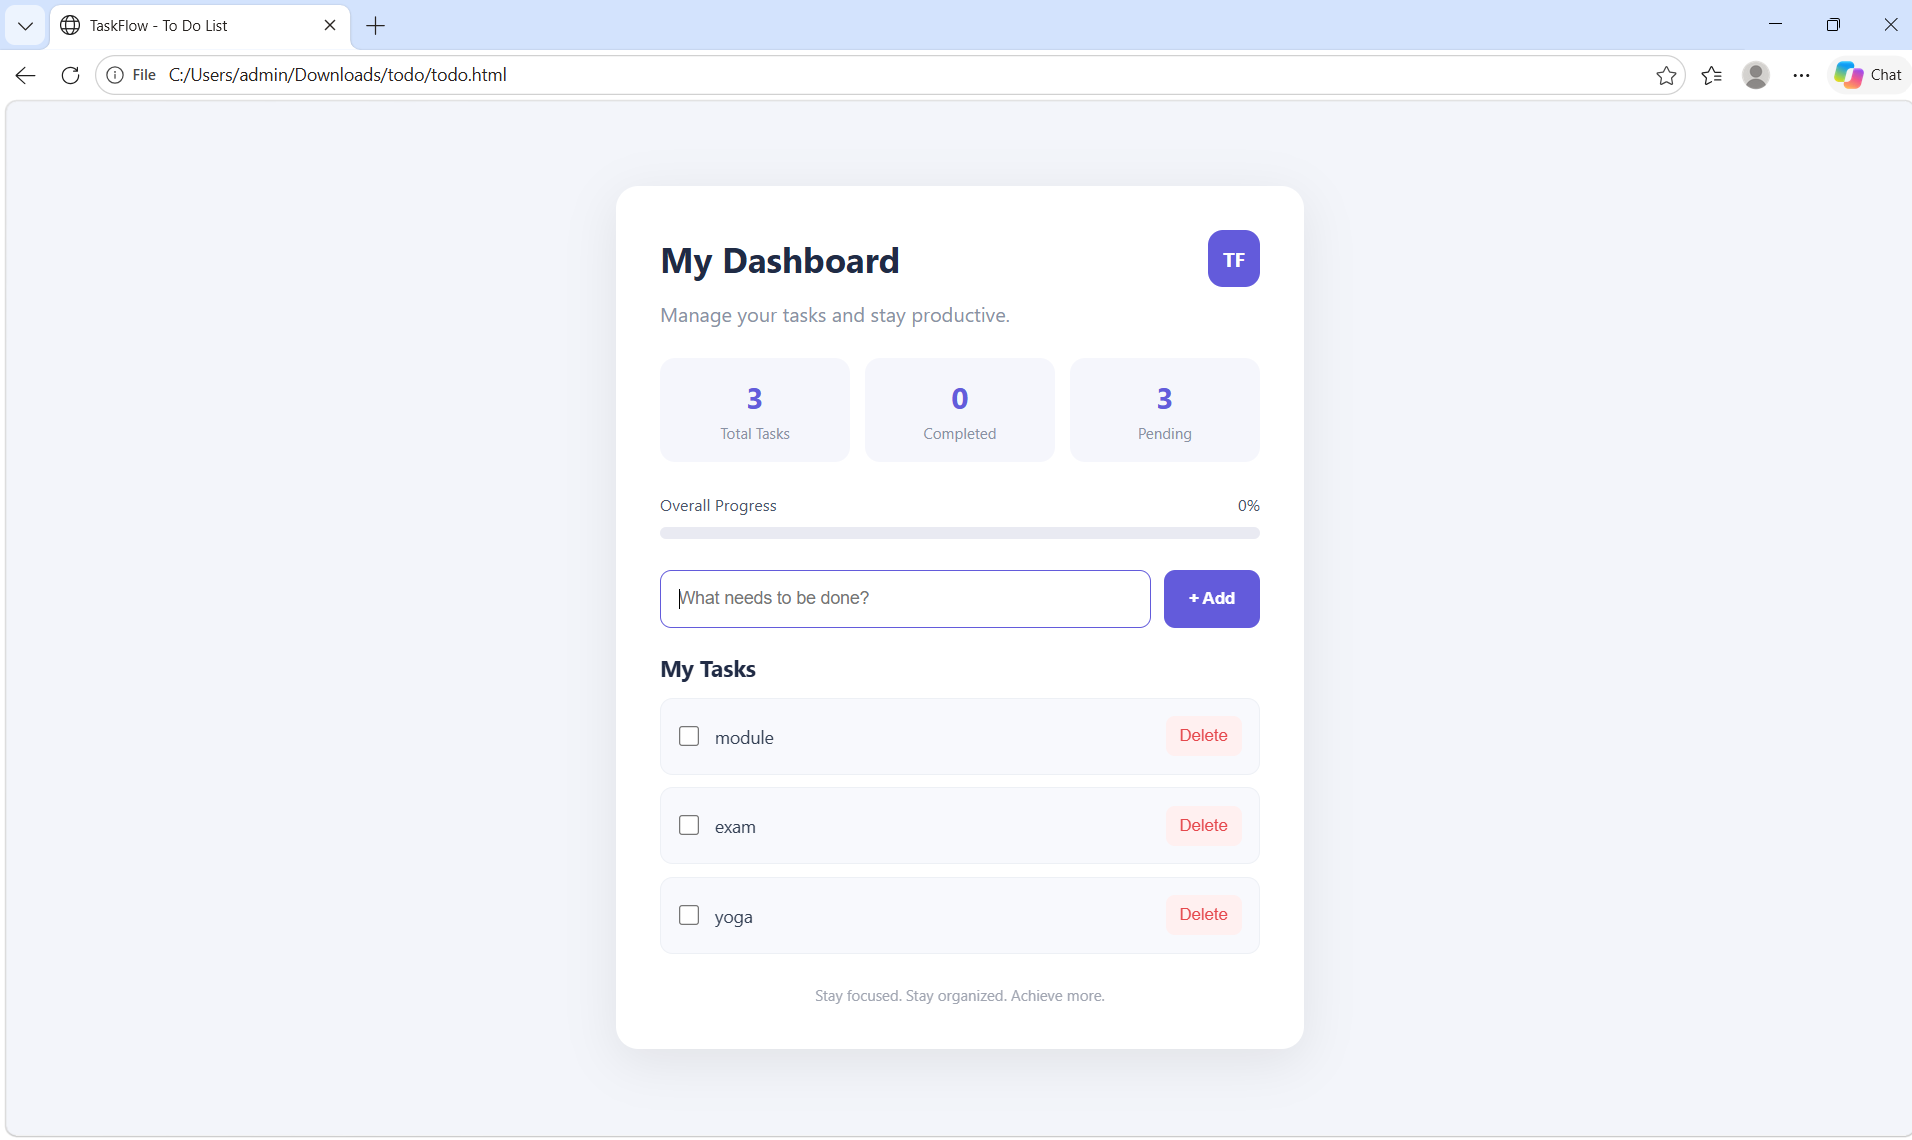 TaskFlow - To Do List
File C:/Users/admin/Downloads/todo/todo.html
Chat
My Dashboard
TF
Manage your tasks and stay productive.
3 0 3
Total Tasks Completed Pending
Overall Progress 0%
What needs to be done? + Add
My Tasks
module Delete
exam Delete
yoga Delete
Stay focused. Stay organized. Achieve more.